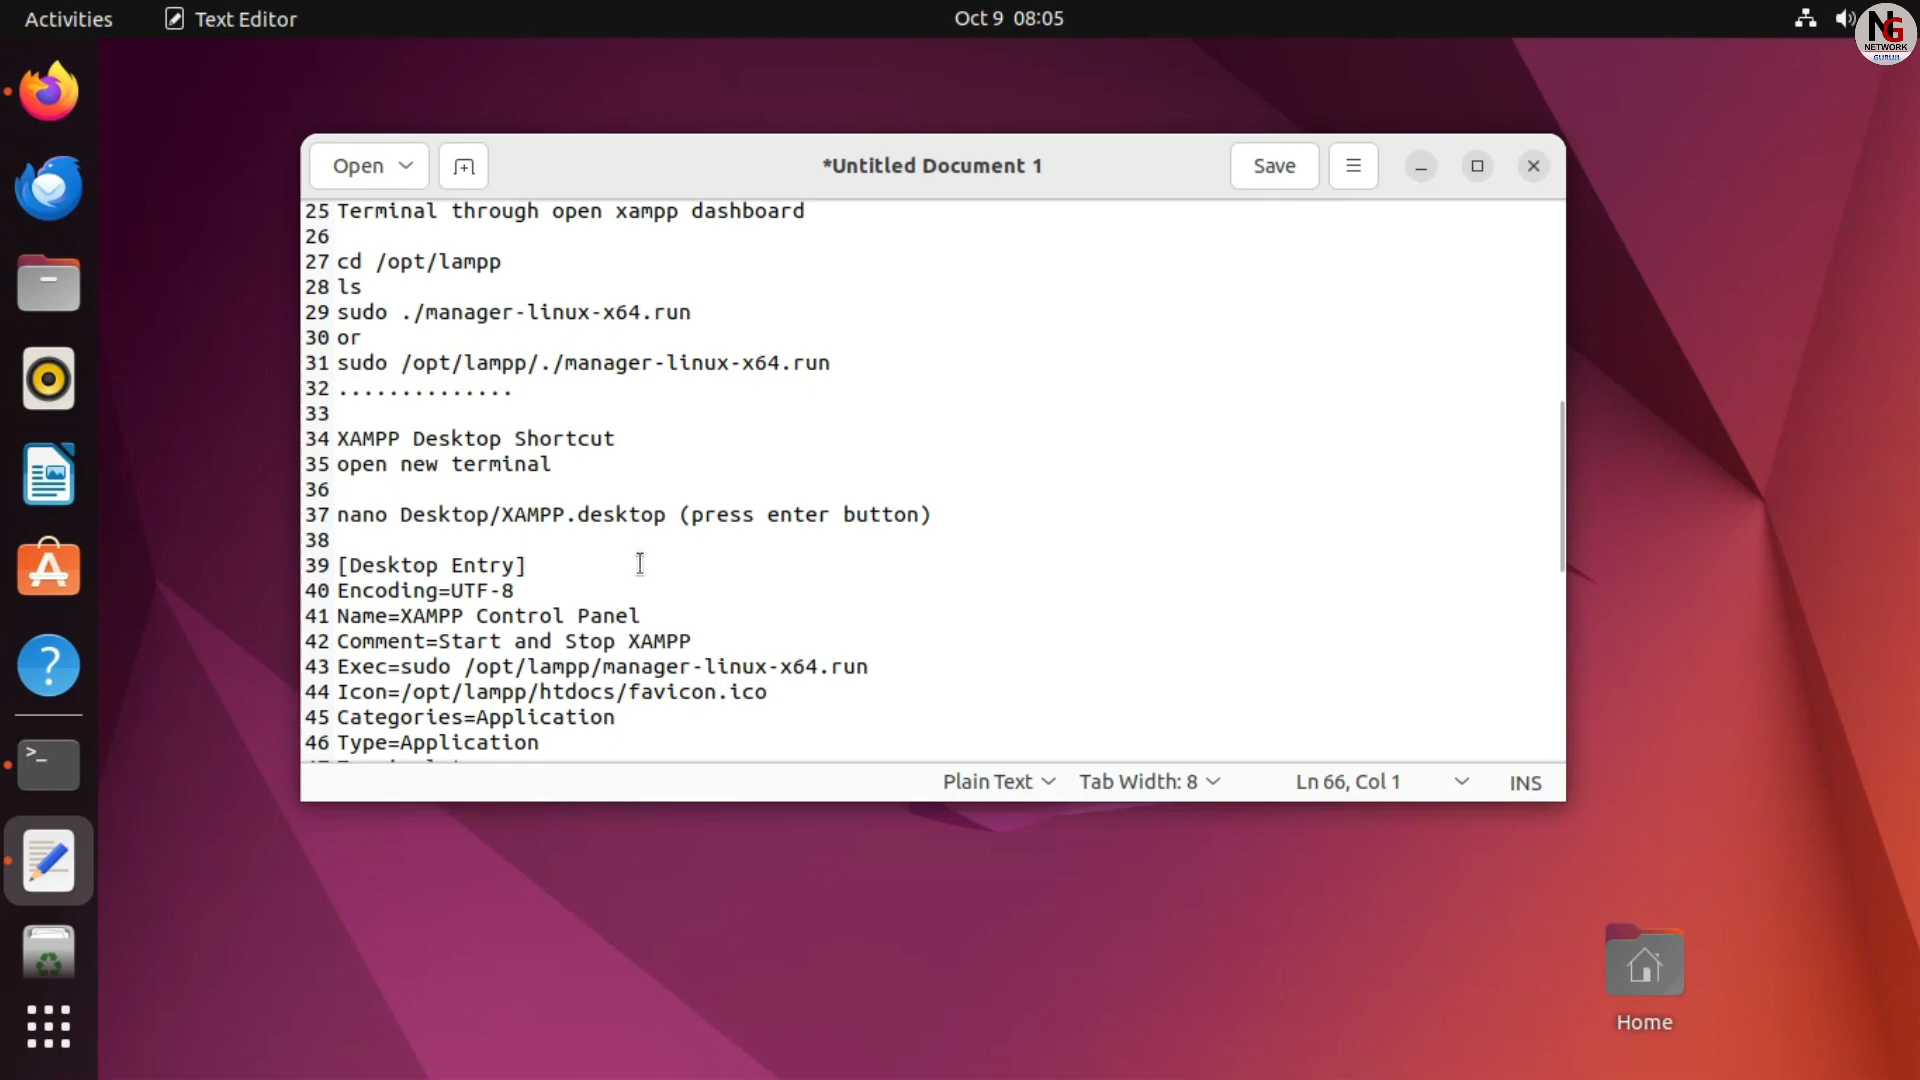 Activities
Text Editor
Oct 9 08:05
NG
NETWORK
GURUJI
Open
*Untitled Document 1
Save
25 Terminal through open xampp dashboard
26
27 cd /opt/lampp
28 ls
29 sudo ./manager-linux-x64.run
30 or
31 sudo /opt/lampp/./manager-linux-x64.run
32 ..............
33
34 XAMPP Desktop Shortcut
35 open new terminal
36
37 nano Desktop/XAMPP.desktop (press enter button)
38
39 [Desktop Entry]
40 Encoding=UTF-8
41 Name=XAMPP Control Panel
42 Comment=Start and Stop XAMPP
43 Exec=sudo /opt/lampp/manager-linux-x64.run
44 Icon=/opt/lampp/htdocs/favicon.ico
45 Categories=Application
46 Type=Application
Plain Text
Tab Width: 8
Ln 66, Col 1
INS
Home